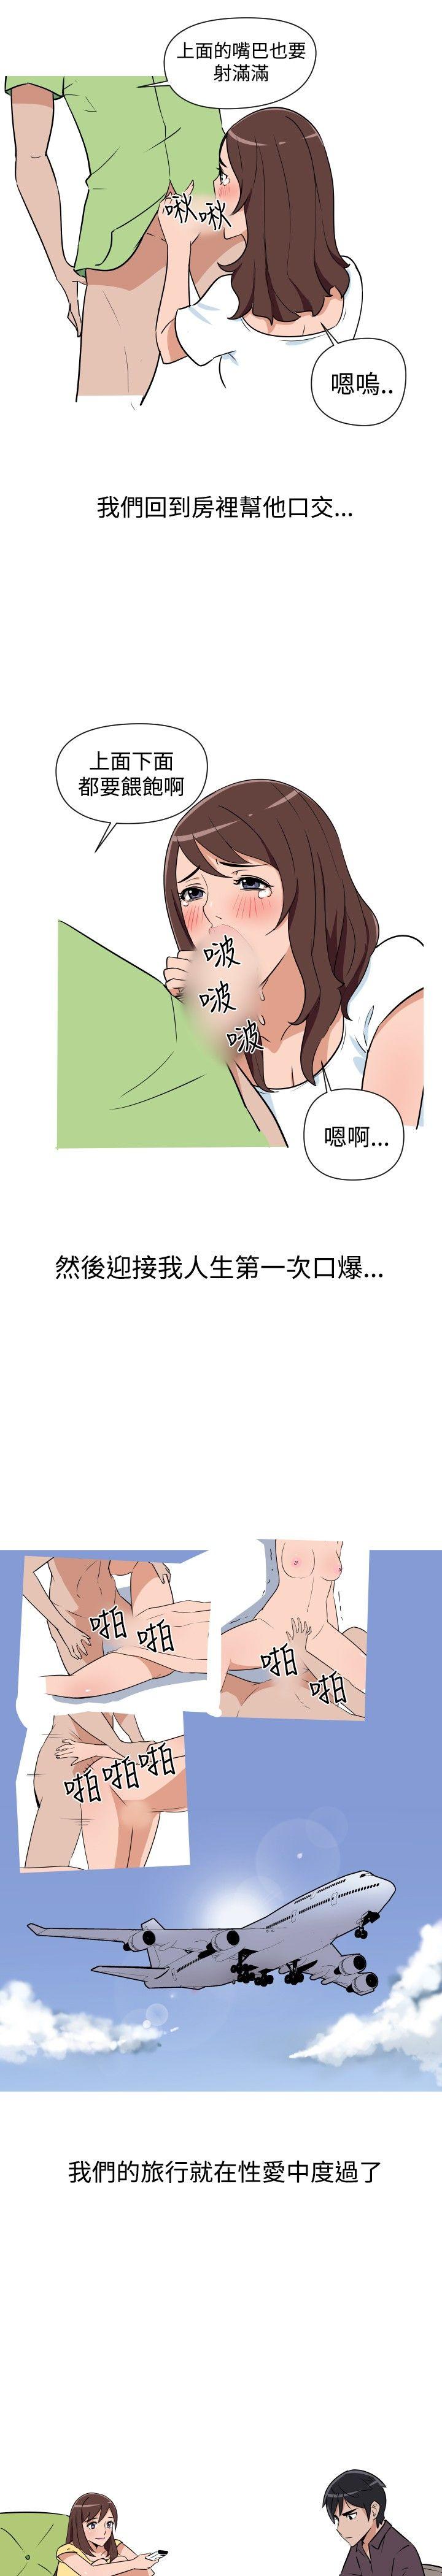 上面的嘴巴也要
射滿滿
啾啾
嗯嗚..
我們回到房裡幫他口交...
上面下面
都要餵飽啊
啵
啵
啵
嗯啊...
然後迎接我人生第一次口爆...
啪啪
啪
啪
啪啪啪
我們的旅行就在性愛中度過了